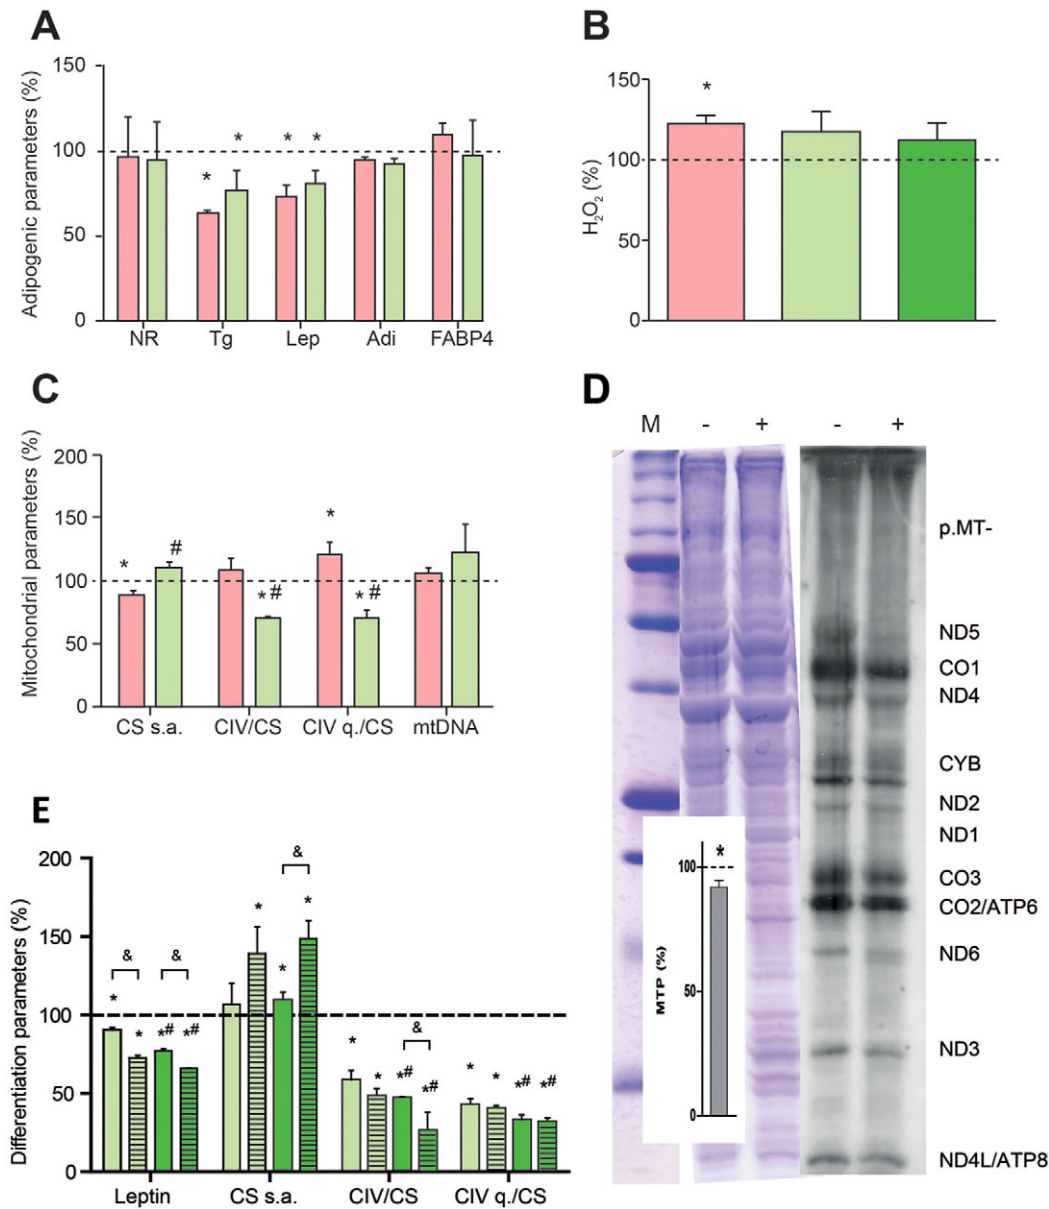 A
Adipogenic parameters (%)
150
100
50
0
* * * *
NR Tg Lep Adi FABP4
B
H₂O₂ (%)
150
100
50
0
*
C
Mitochondrial parameters (%)
200
150
100
50
0
* # *# * *#
CS s.a. CIV/CS CIV q./CS mtDNA
D
M - + - +
p.MT-
ND5
CO1
ND4
CYB
ND2
ND1
CO3
CO2/ATP6
ND6
ND3
ND4L/ATP8
MTP (%)
100
50
0
*
E
Differentiation parameters (%)
200
150
100
50
0
& & & &
* * *# *# * * * * * *# *# * * *# *#
Leptin CS s.a. CIV/CS CIV q./CS